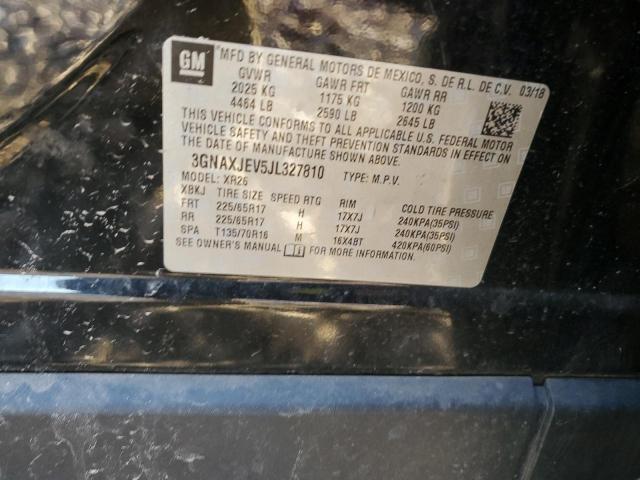 GM
MFD BY GENERAL MOTORS DE MEXICO, S. DE R.L. DE C.V. 03/18
GVWR GAWR FRT GAWR RR
2025 KG 1175 KG 1200 KG
4464 LB 2590 LB 2645 LB
THIS VEHICLE CONFORMS TO ALL APPLICABLE U.S. FEDERAL MOTOR
VEHICLE SAFETY AND THEFT PREVENTION STANDARDS IN EFFECT ON
THE DATE OF MANUFACTURE SHOWN ABOVE.
3GNAXJEV5JL327810 TYPE: M.P.V.
MODEL: XR26
XBKJ TIRE SIZE SPEED RTG RIM COLD TIRE PRESSURE
FRT 225/65R17 H 17X7J 240KPA(35PSI)
RR 225/65R17 H 17X7J 240KPA(35PSI)
SPA T135/70R16 M 16X4BT 420KPA(60PSI)
SEE OWNER'S MANUAL FOR MORE INFORMATION.